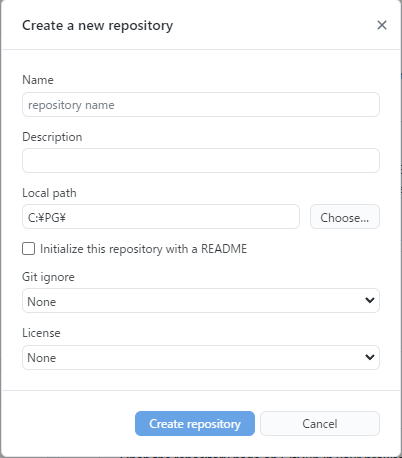 Create a new repository
Name
repository name
Description
Local path
C:¥PG¥
Choose...
Initialize this repository with a README
Git ignore
None
License
None
Create repository
Cancel